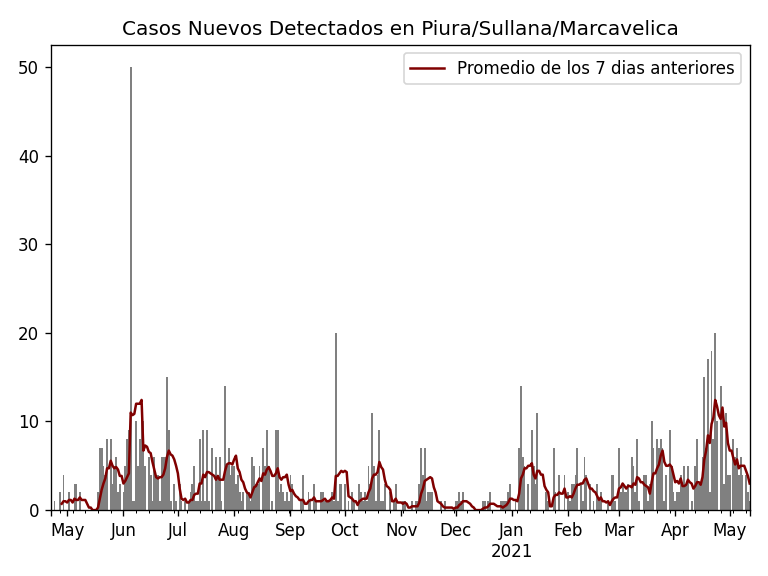 Casos Nuevos Detectados en Piura/Sullana/Marcavelica
Promedio de los 7 dias anteriores
50
40
30
20
10
0
May Jun Jul Aug Sep Oct Nov Dec Jan Feb Mar Apr May
2021